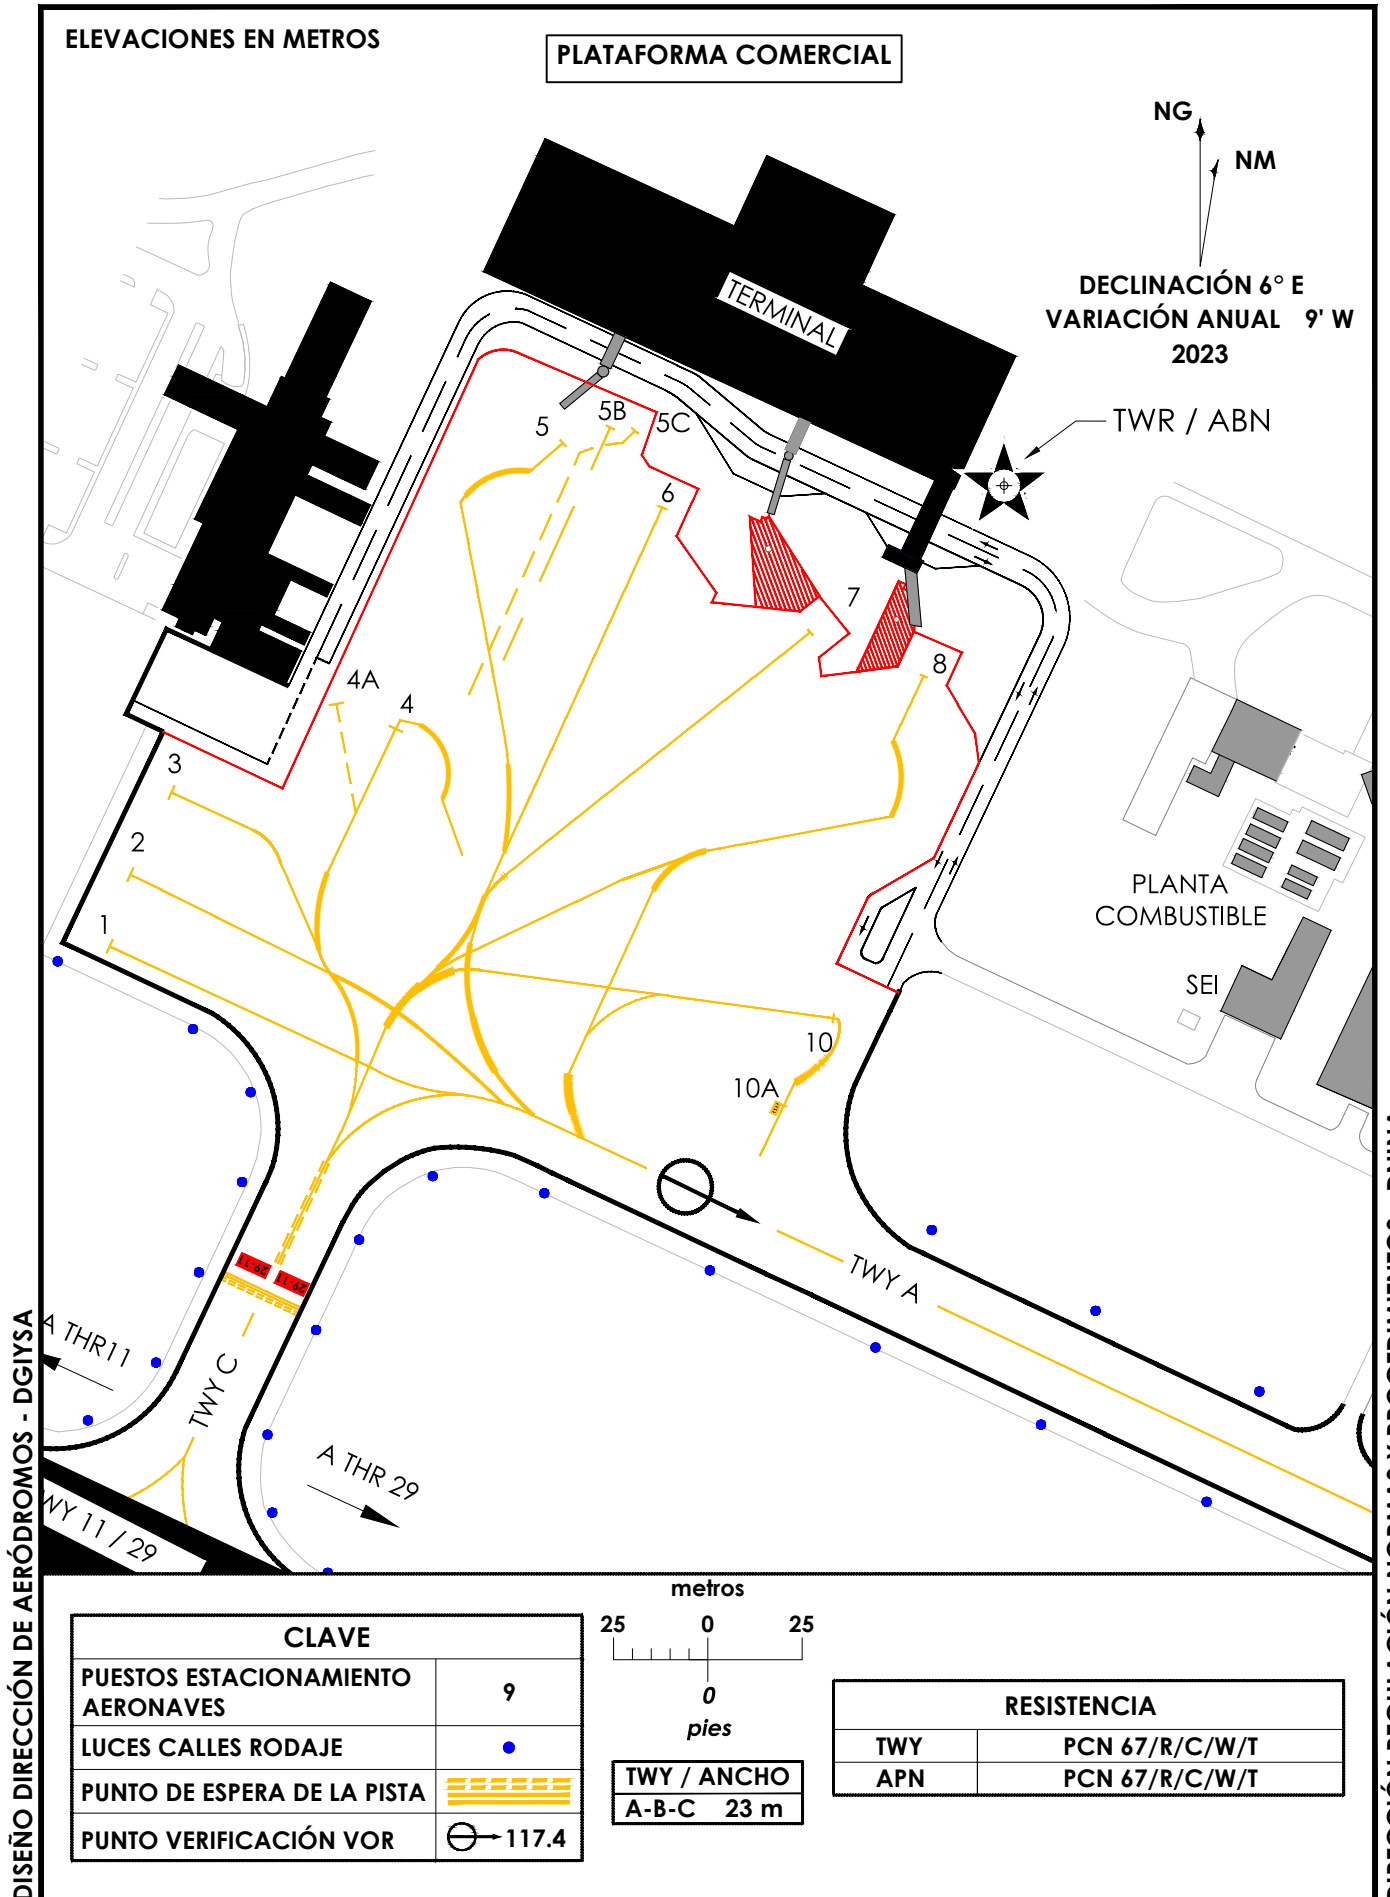 ELEVACIONES EN METROS
PLATAFORMA COMERCIAL
NG
NM
DECLINACIÓN 6° E
VARIACIÓN ANUAL 9' W
2023
TERMINAL
TWR / ABN
5
5B
5C
6
7
8
4A
4
3
2
1
PLANTA
COMBUSTIBLE
SEI
10
10A
29-11
29-11
TWY A
A THR11
TWY C
A THR 29
WY 11 / 29
DISEÑO DIRECCIÓN DE AERÓDROMOS - DGIYSA
metros
25 0 25
0
pies
CLAVE
PUESTOS ESTACIONAMIENTO
AERONAVES
9
LUCES CALLES RODAJE
PUNTO DE ESPERA DE LA PISTA
PUNTO VERIFICACIÓN VOR
117.4
TWY / ANCHO
A-B-C 23 m
RESISTENCIA
TWY PCN 67/R/C/W/T
APN PCN 67/R/C/W/T